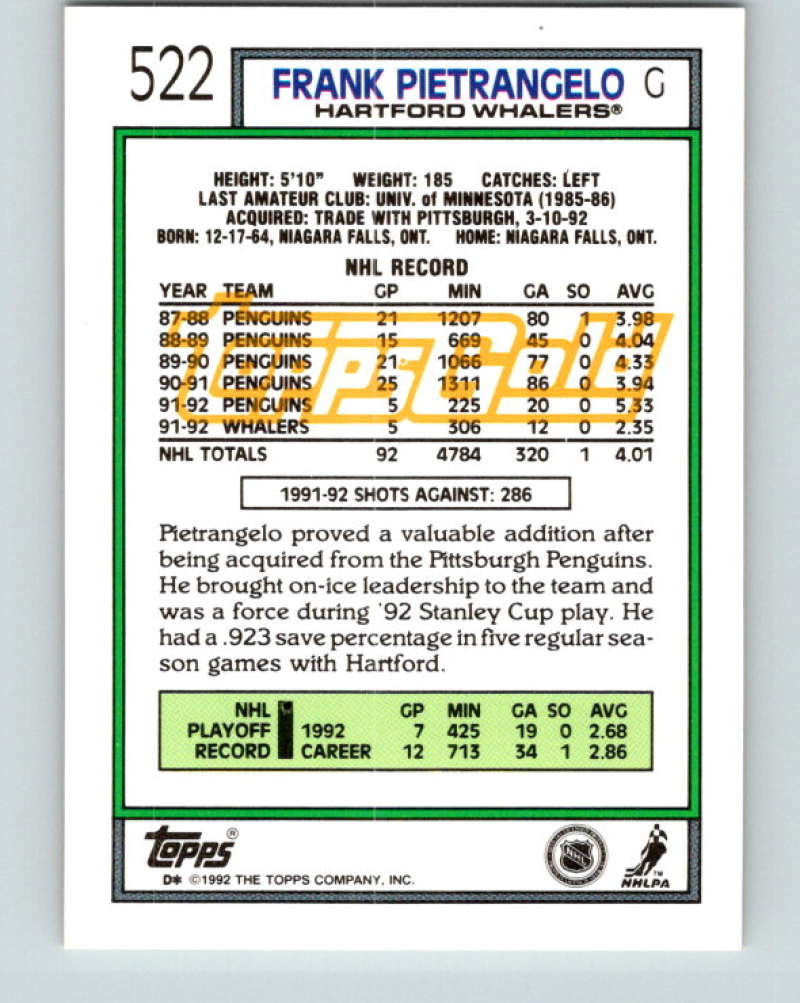 522
FRANK PIETRANGELO G
HARTFORD WHALERS®
HEIGHT: 5'10" WEIGHT: 185 CATCHES: LEFT
LAST AMATEUR CLUB: UNIV. of MINNESOTA (1985-86)
ACQUIRED: TRADE WITH PITTSBURGH, 3-10-92
BORN: 12-17-64, NIAGARA FALLS, ONT. HOME: NIAGARA FALLS, ONT.
NHL RECORD
YEAR TEAM GP MIN GA SO AVG
87-88 PENGUINS 21 1207 80 1 3.98
88-89 PENGUINS 15 669 45 0 4.04
89-90 PENGUINS 21 1066 77 0 4.33
90-91 PENGUINS 25 1311 86 0 3.94
91-92 PENGUINS 5 225 20 0 5.33
91-92 WHALERS 5 306 12 0 2.35
NHL TOTALS 92 4784 320 1 4.01
ToppsGold
1991-92 SHOTS AGAINST: 286
Pietrangelo proved a valuable addition after
being acquired from the Pittsburgh Penguins.
He brought on-ice leadership to the team and
was a force during '92 Stanley Cup play. He
had a .923 save percentage in five regular sea-
son games with Hartford.
NHL GP MIN GA SO AVG
PLAYOFF 1992 7 425 19 0 2.68
RECORD CAREER 12 713 34 1 2.86
TOPPS®
D* ©1992 THE TOPPS COMPANY, INC.
NHL
NHLPA™